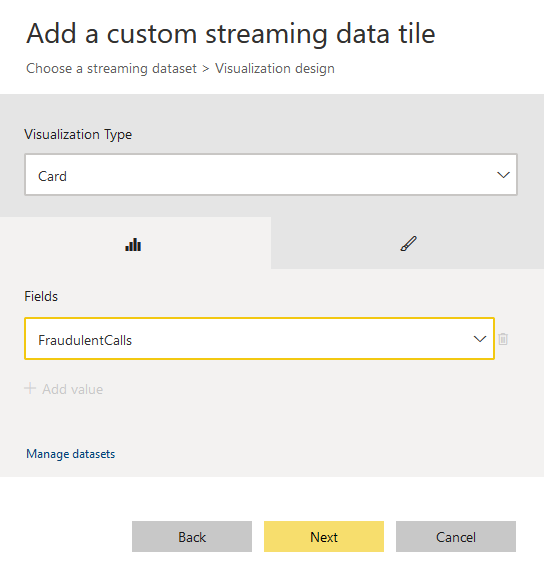 Add a custom streaming data tile
Choose a streaming dataset > Visualization design
Visualization Type
Card
Fields
FraudulentCalls
+ Add value
Manage datasets
Back
Next
Cancel